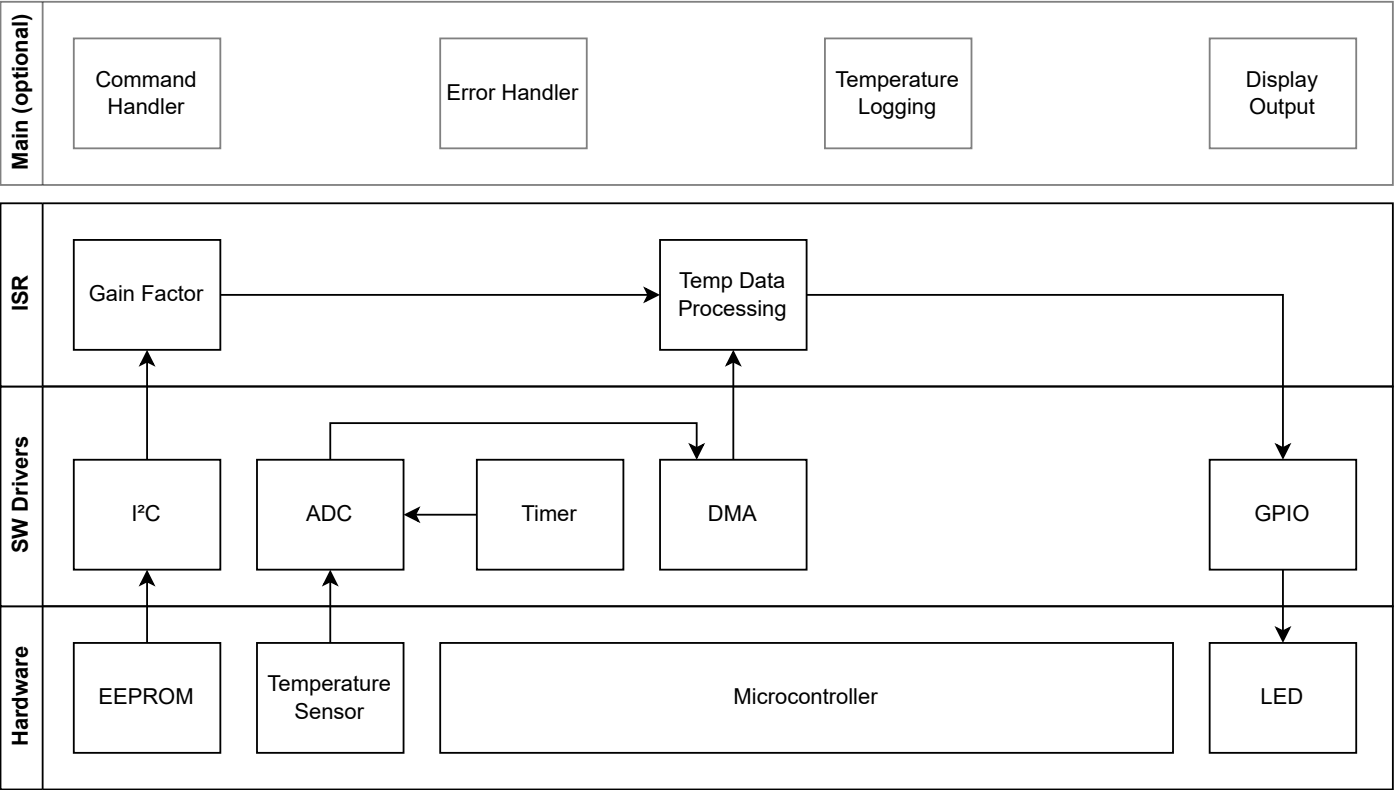 Main (optional)
Command
Handler
Error Handler
Temperature
Logging
Display
Output
ISR
Gain Factor
Temp Data
Processing
SW Drivers
I²C
ADC
Timer
DMA
GPIO
Hardware
EEPROM
Temperature
Sensor
Microcontroller
LED